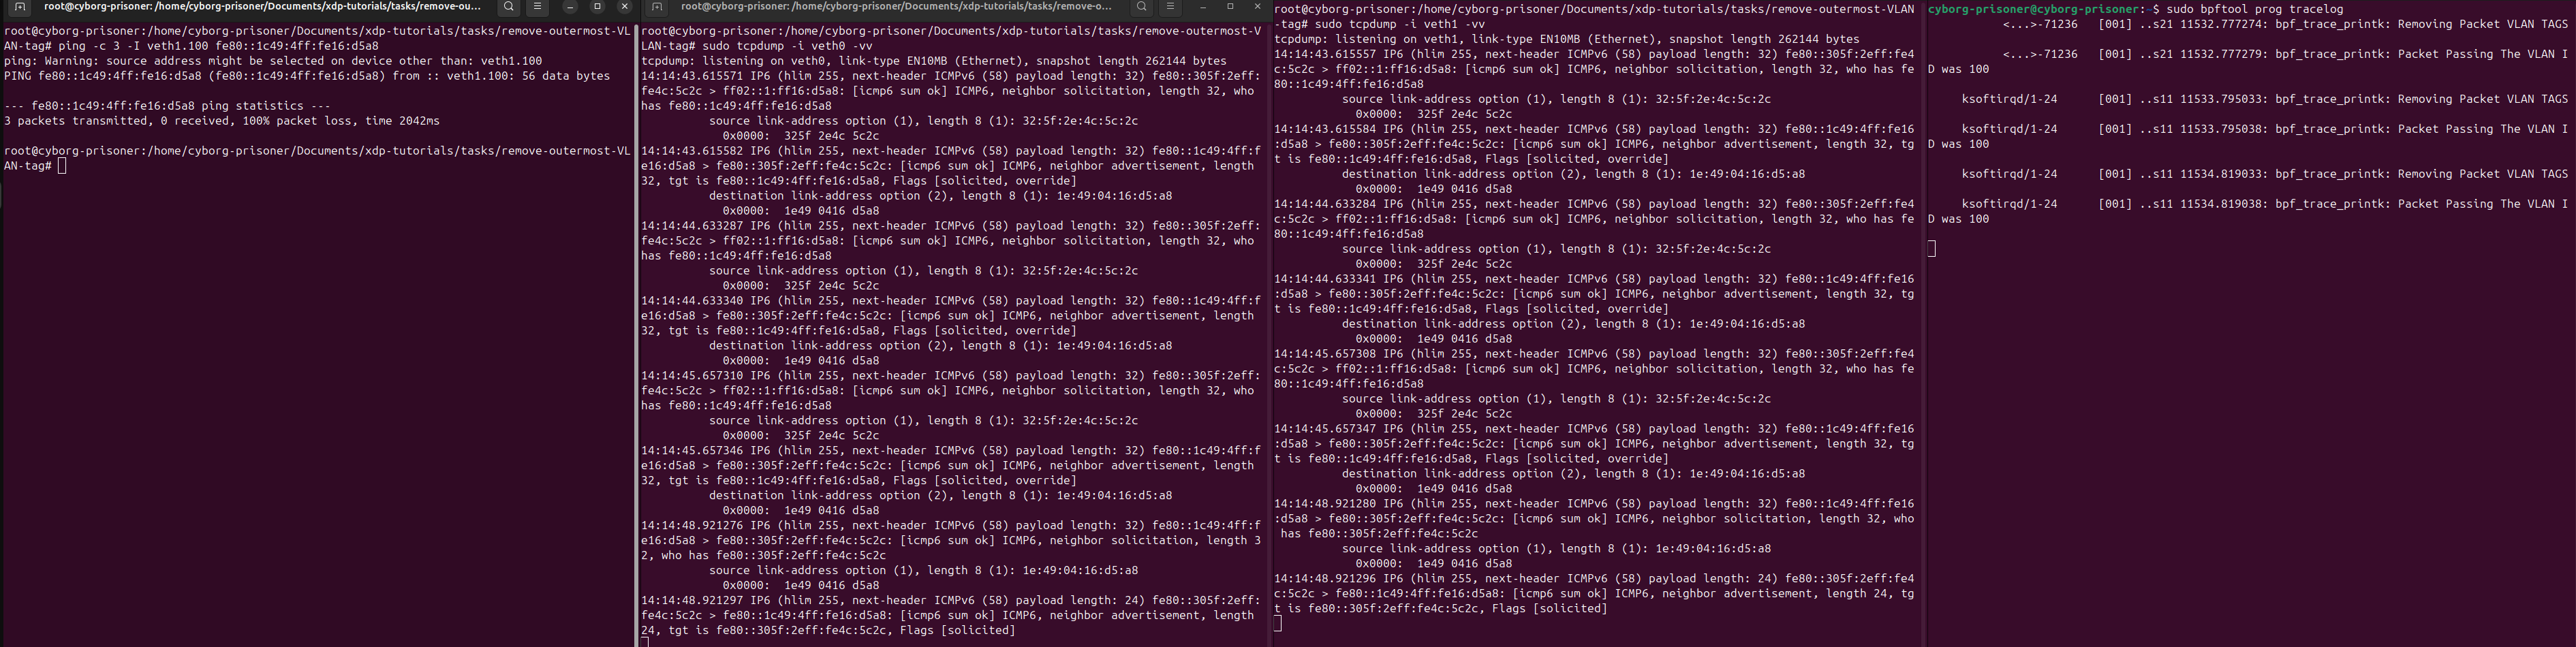 root@cyborg-prisoner: /home/cyborg-prisoner/Documents/xdp-tutorials/tasks/remove-ou...
root@cyborg-prisoner:/home/cyborg-prisoner/Documents/xdp-tutorials/tasks/remove-outermost-VL
AN-tag# ping -c 3 -I veth1.100 fe80::1c49:4ff:fe16:d5a8
ping: Warning: source address might be selected on device other than: veth1.100
PING fe80::1c49:4ff:fe16:d5a8 (fe80::1c49:4ff:fe16:d5a8) from :: veth1.100: 56 data bytes

--- fe80::1c49:4ff:fe16:d5a8 ping statistics ---
3 packets transmitted, 0 received, 100% packet loss, time 2042ms

root@cyborg-prisoner:/home/cyborg-prisoner/Documents/xdp-tutorials/tasks/remove-outermost-VL
AN-tag#
root@cyborg-prisoner: /home/cyborg-prisoner/Documents/xdp-tutorials/tasks/remove-o...
root@cyborg-prisoner:/home/cyborg-prisoner/Documents/xdp-tutorials/tasks/remove-outermost-V
LAN-tag# sudo tcpdump -i veth0 -vv
tcpdump: listening on veth0, link-type EN10MB (Ethernet), snapshot length 262144 bytes
14:14:43.615571 IP6 (hlim 255, next-header ICMPv6 (58) payload length: 32) fe80::305f:2eff:
fe4c:5c2c > ff02::1:ff16:d5a8: [icmp6 sum ok] ICMP6, neighbor solicitation, length 32, who
has fe80::1c49:4ff:fe16:d5a8
source link-address option (1), length 8 (1): 32:5f:2e:4c:5c:2c
0x0000:  325f 2e4c 5c2c
14:14:43.615582 IP6 (hlim 255, next-header ICMPv6 (58) payload length: 32) fe80::1c49:4ff:f
e16:d5a8 > fe80::305f:2eff:fe4c:5c2c: [icmp6 sum ok] ICMP6, neighbor advertisement, length
32, tgt is fe80::1c49:4ff:fe16:d5a8, Flags [solicited, override]
destination link-address option (2), length 8 (1): 1e:49:04:16:d5:a8
0x0000:  1e49 0416 d5a8
14:14:44.633287 IP6 (hlim 255, next-header ICMPv6 (58) payload length: 32) fe80::305f:2eff:
fe4c:5c2c > ff02::1:ff16:d5a8: [icmp6 sum ok] ICMP6, neighbor solicitation, length 32, who
has fe80::1c49:4ff:fe16:d5a8
source link-address option (1), length 8 (1): 32:5f:2e:4c:5c:2c
0x0000:  325f 2e4c 5c2c
14:14:44.633340 IP6 (hlim 255, next-header ICMPv6 (58) payload length: 32) fe80::1c49:4ff:f
e16:d5a8 > fe80::305f:2eff:fe4c:5c2c: [icmp6 sum ok] ICMP6, neighbor advertisement, length
32, tgt is fe80::1c49:4ff:fe16:d5a8, Flags [solicited, override]
destination link-address option (2), length 8 (1): 1e:49:04:16:d5:a8
0x0000:  1e49 0416 d5a8
14:14:45.657310 IP6 (hlim 255, next-header ICMPv6 (58) payload length: 32) fe80::305f:2eff:
fe4c:5c2c > ff02::1:ff16:d5a8: [icmp6 sum ok] ICMP6, neighbor solicitation, length 32, who
has fe80::1c49:4ff:fe16:d5a8
source link-address option (1), length 8 (1): 32:5f:2e:4c:5c:2c
0x0000:  325f 2e4c 5c2c
14:14:45.657346 IP6 (hlim 255, next-header ICMPv6 (58) payload length: 32) fe80::1c49:4ff:f
e16:d5a8 > fe80::305f:2eff:fe4c:5c2c: [icmp6 sum ok] ICMP6, neighbor advertisement, length
32, tgt is fe80::1c49:4ff:fe16:d5a8, Flags [solicited, override]
destination link-address option (2), length 8 (1): 1e:49:04:16:d5:a8
0x0000:  1e49 0416 d5a8
14:14:48.921276 IP6 (hlim 255, next-header ICMPv6 (58) payload length: 32) fe80::1c49:4ff:f
e16:d5a8 > fe80::305f:2eff:fe4c:5c2c: [icmp6 sum ok] ICMP6, neighbor solicitation, length 3
2, who has fe80::305f:2eff:fe4c:5c2c
source link-address option (1), length 8 (1): 1e:49:04:16:d5:a8
0x0000:  1e49 0416 d5a8
14:14:48.921297 IP6 (hlim 255, next-header ICMPv6 (58) payload length: 24) fe80::305f:2eff:
fe4c:5c2c > fe80::1c49:4ff:fe16:d5a8: [icmp6 sum ok] ICMP6, neighbor advertisement, length
24, tgt is fe80::305f:2eff:fe4c:5c2c, Flags [solicited]
root@cyborg-prisoner:/home/cyborg-prisoner/Documents/xdp-tutorials/tasks/remove-outermost-VLAN
-tag# sudo tcpdump -i veth1 -vv
tcpdump: listening on veth1, link-type EN10MB (Ethernet), snapshot length 262144 bytes
14:14:43.615557 IP6 (hlim 255, next-header ICMPv6 (58) payload length: 32) fe80::305f:2eff:fe4
c:5c2c > ff02::1:ff16:d5a8: [icmp6 sum ok] ICMP6, neighbor solicitation, length 32, who has fe
80::1c49:4ff:fe16:d5a8
source link-address option (1), length 8 (1): 32:5f:2e:4c:5c:2c
0x0000:  325f 2e4c 5c2c
14:14:43.615584 IP6 (hlim 255, next-header ICMPv6 (58) payload length: 32) fe80::1c49:4ff:fe16
:d5a8 > fe80::305f:2eff:fe4c:5c2c: [icmp6 sum ok] ICMP6, neighbor advertisement, length 32, tg
t is fe80::1c49:4ff:fe16:d5a8, Flags [solicited, override]
destination link-address option (2), length 8 (1): 1e:49:04:16:d5:a8
0x0000:  1e49 0416 d5a8
14:14:44.633284 IP6 (hlim 255, next-header ICMPv6 (58) payload length: 32) fe80::305f:2eff:fe4
c:5c2c > ff02::1:ff16:d5a8: [icmp6 sum ok] ICMP6, neighbor solicitation, length 32, who has fe
80::1c49:4ff:fe16:d5a8
source link-address option (1), length 8 (1): 32:5f:2e:4c:5c:2c
0x0000:  325f 2e4c 5c2c
14:14:44.633341 IP6 (hlim 255, next-header ICMPv6 (58) payload length: 32) fe80::1c49:4ff:fe16
:d5a8 > fe80::305f:2eff:fe4c:5c2c: [icmp6 sum ok] ICMP6, neighbor advertisement, length 32, tg
t is fe80::1c49:4ff:fe16:d5a8, Flags [solicited, override]
destination link-address option (2), length 8 (1): 1e:49:04:16:d5:a8
0x0000:  1e49 0416 d5a8
14:14:45.657308 IP6 (hlim 255, next-header ICMPv6 (58) payload length: 32) fe80::305f:2eff:fe4
c:5c2c > ff02::1:ff16:d5a8: [icmp6 sum ok] ICMP6, neighbor solicitation, length 32, who has fe
80::1c49:4ff:fe16:d5a8
source link-address option (1), length 8 (1): 32:5f:2e:4c:5c:2c
0x0000:  325f 2e4c 5c2c
14:14:45.657347 IP6 (hlim 255, next-header ICMPv6 (58) payload length: 32) fe80::1c49:4ff:fe16
:d5a8 > fe80::305f:2eff:fe4c:5c2c: [icmp6 sum ok] ICMP6, neighbor advertisement, length 32, tg
t is fe80::1c49:4ff:fe16:d5a8, Flags [solicited, override]
destination link-address option (2), length 8 (1): 1e:49:04:16:d5:a8
0x0000:  1e49 0416 d5a8
14:14:48.921280 IP6 (hlim 255, next-header ICMPv6 (58) payload length: 32) fe80::1c49:4ff:fe16
:d5a8 > fe80::305f:2eff:fe4c:5c2c: [icmp6 sum ok] ICMP6, neighbor solicitation, length 32, who
has fe80::305f:2eff:fe4c:5c2c
source link-address option (1), length 8 (1): 1e:49:04:16:d5:a8
0x0000:  1e49 0416 d5a8
14:14:48.921296 IP6 (hlim 255, next-header ICMPv6 (58) payload length: 24) fe80::305f:2eff:fe4
c:5c2c > fe80::1c49:4ff:fe16:d5a8: [icmp6 sum ok] ICMP6, neighbor advertisement, length 24, tg
t is fe80::305f:2eff:fe4c:5c2c, Flags [solicited]
cyborg-prisoner@cyborg-prisoner:~$ sudo bpftool prog tracelog
<...>-71236   [001] ..s21 11532.777274: bpf_trace_printk: Removing Packet VLAN TAGS

<...>-71236   [001] ..s21 11532.777279: bpf_trace_printk: Packet Passing The VLAN I
D was 100

ksoftirqd/1-24      [001] ..s11 11533.795033: bpf_trace_printk: Removing Packet VLAN TAGS

ksoftirqd/1-24      [001] ..s11 11533.795038: bpf_trace_printk: Packet Passing The VLAN I
D was 100

ksoftirqd/1-24      [001] ..s11 11534.819033: bpf_trace_printk: Removing Packet VLAN TAGS

ksoftirqd/1-24      [001] ..s11 11534.819038: bpf_trace_printk: Packet Passing The VLAN I
D was 100